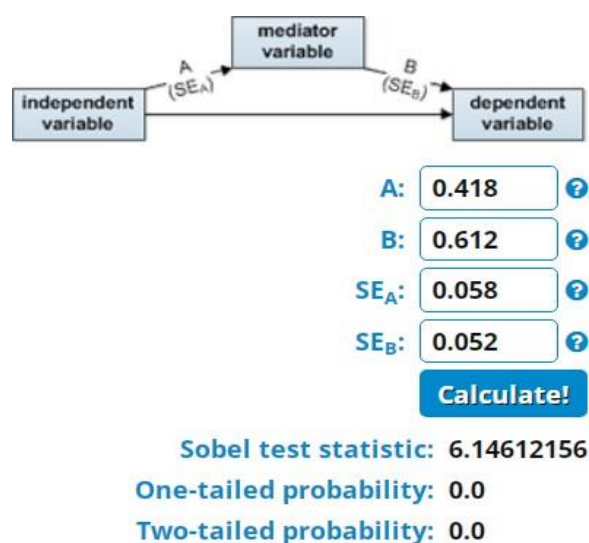 mediator
variable
A
(SEA)
B
(SEB)
independent
variable
dependent
variable
A: 0.418 ?
B: 0.612 ?
SEA: 0.058 ?
SEB: 0.052 ?
Calculate!
Sobel test statistic: 6.14612156
One-tailed probability: 0.0
Two-tailed probability: 0.0